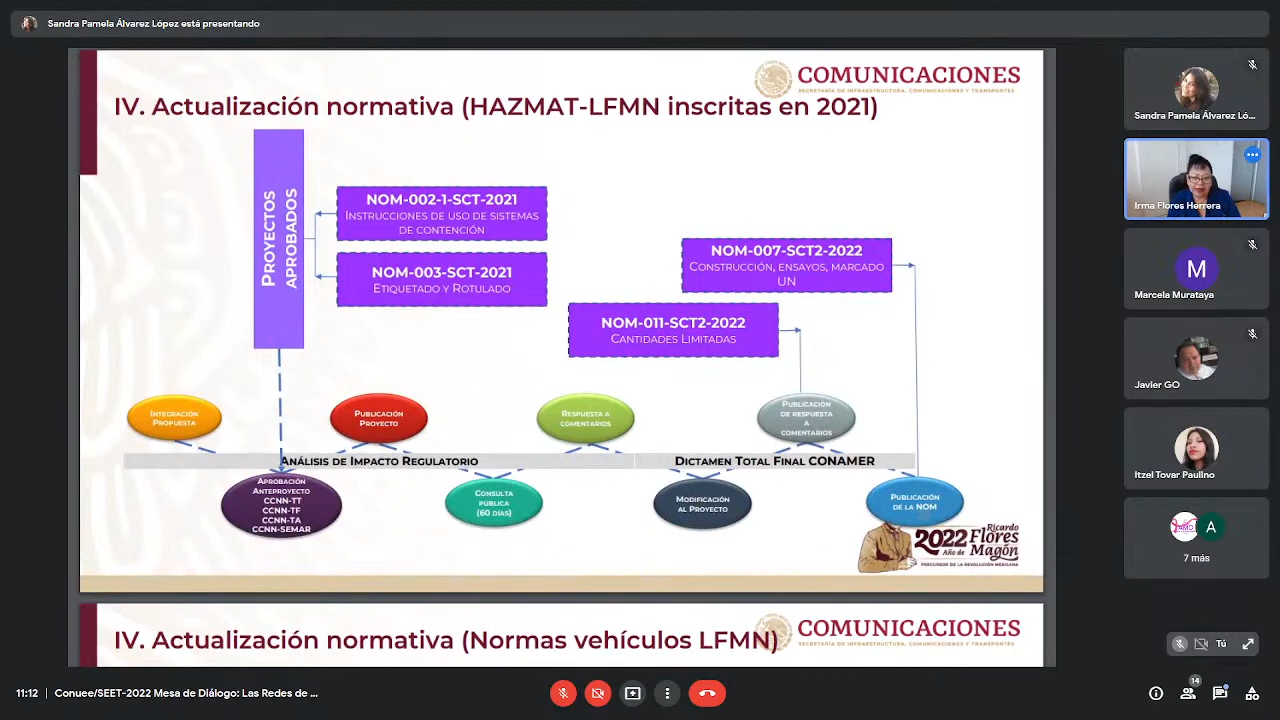 Sandra Pamela Álvarez López está presentando
COMUNICACIONES
SECRETARÍA DE INFRAESTRUCTURA, COMUNICACIONES Y TRANSPORTES
IV. Actualización normativa (HAZMAT-LFMN inscritas en 2021)
PROYECTOS
APROBADOS
NOM-002-1-SCT-2021
INSTRUCCIONES DE USO DE SISTEMAS
DE CONTENCIÓN
NOM-003-SCT-2021
ETIQUETADO Y ROTULADO
NOM-007-SCT2-2022
CONSTRUCCIÓN, ENSAYOS, MARCADO
UN
NOM-011-SCT2-2022
CANTIDADES LIMITADAS
INTEGRACIÓN
PROPUESTA
PUBLICACIÓN
PROYECTO
RESPUESTA A
COMENTARIOS
PUBLICACIÓN
DE RESPUESTA
A
COMENTARIOS
ANÁLISIS DE IMPACTO REGULATORIO
DICTAMEN TOTAL FINAL CONAMER
APROBACIÓN
ANTEPROYECTO
CCNN-TT
CCNN-TF
CCNN-TA
CCNN-SEMAR
CONSULTA
PÚBLICA
(60 DÍAS)
MODIFICACIÓN
AL PROYECTO
PUBLICACIÓN
DE LA NOM
2022
Año de
Ricardo
Flores
Magón
PRECURSOR DE LA REVOLUCIÓN MEXICANA
IV. Actualización normativa (Normas vehículos LFMN)
COMUNICACIONES
SECRETARÍA DE INFRAESTRUCTURA, COMUNICACIONES Y TRANSPORTES
Sandra Pamela Álvarez Ló...
Irma Flores Herrera
M
Margarita Amaya
Javier GO
Itzel Tovar Paulino
A
7 más
Tú
11:12
Conuee/SEET-2022 Mesa de Diálogo: Las Redes de ...
14